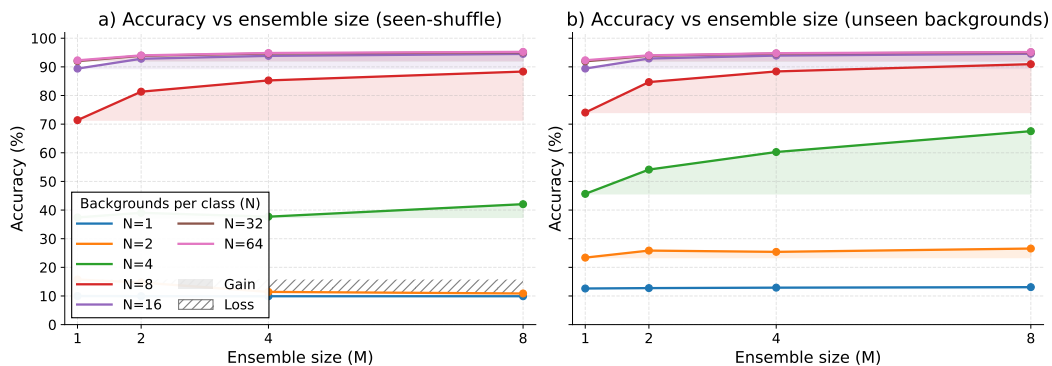 a) Accuracy vs ensemble size (seen-shuffle)
b) Accuracy vs ensemble size (unseen backgrounds)
Accuracy (%)
100
90
80
70
60
50
40
30
20
10
0
Backgrounds per class (N)
N=1
N=2
N=4
N=8
N=16
N=32
N=64
Gain
Loss
1
2
4
8
Ensemble size (M)
Accuracy (%)
1
2
4
8
Ensemble size (M)